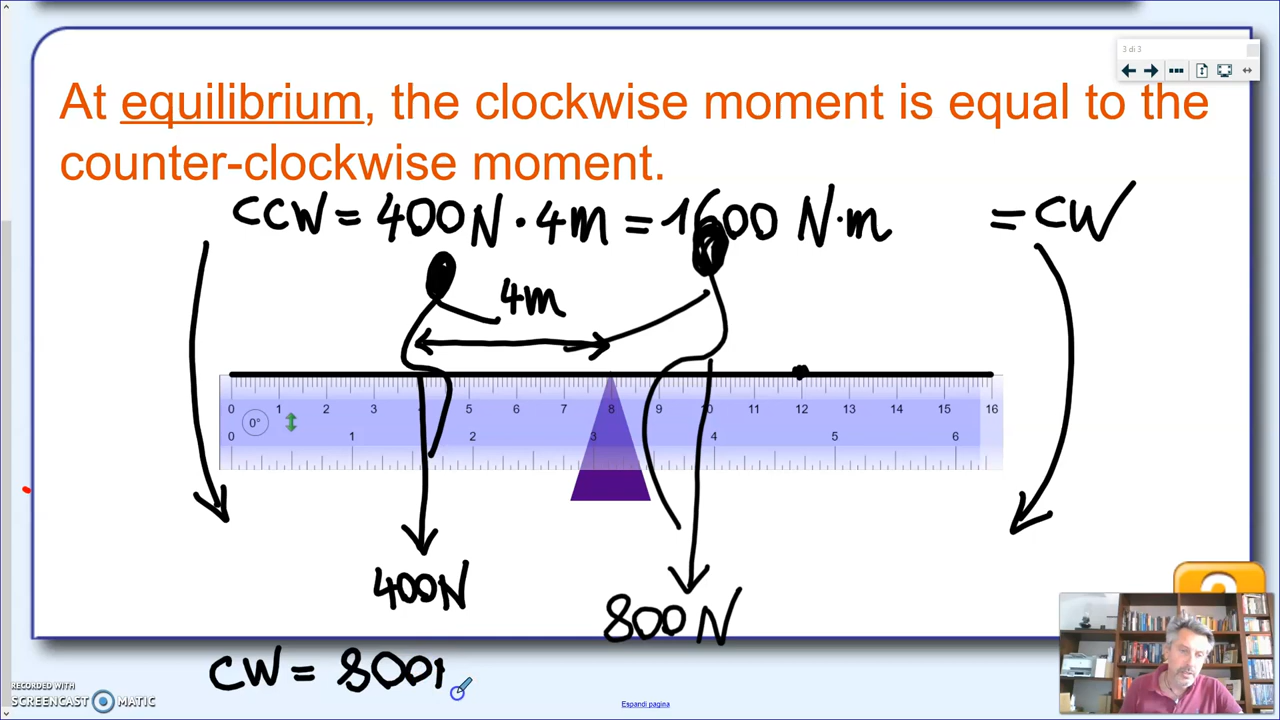 3 di 3
At equilibrium, the clockwise moment is equal to the
counter-clockwise moment.
CCW = 400N · 4m = 1600 N·m = CW
4m
0 1 2 3 5 6 7 8 9 10 11 12 13 14 15 16
0°
0 1 2 3 4 5 6
400N
800N
CW = 800
RECORDED WITH
SCREENCAST MATIC
Espandi pagina